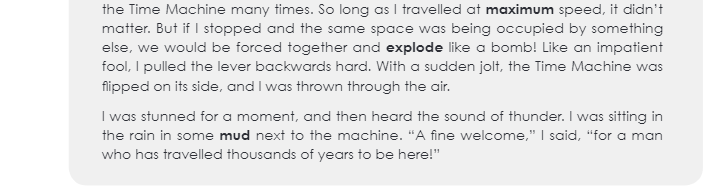 the Time Machine many times. So long as I travelled at maximum speed, it didn't
matter. But if I stopped and the same space was being occupied by something
else, we would be forced together and explode like a bomb! Like an impatient
fool, I pulled the lever backwards hard. With a sudden jolt, the Time Machine was
flipped on its side, and I was thrown through the air.
I was stunned for a moment, and then heard the sound of thunder. I was sitting in
the rain in some mud next to the machine. “A fine welcome,” I said, “for a man
who has travelled thousands of years to be here!”